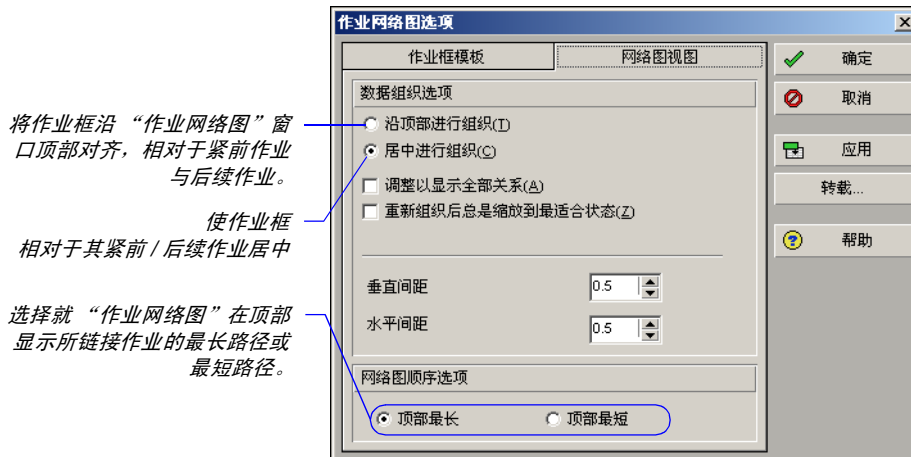 作业网络图选项
作业框模板
网络图视图
数据组织选项
沿顶部进行组织(T)
居中进行组织(C)
调整以显示全部关系(A)
重新组织后总是缩放到最适合状态(Z)
垂直间距
0.5
水平间距
0.5
网络图顺序选项
顶部最长
顶部最短
确定
取消
应用
转载...
帮助
将作业框沿“作业网络图”窗
口顶部对齐，相对于紧前作业
与后续作业。
使作业框
相对于其紧前 / 后续作业居中
选择就“作业网络图”在顶部
显示所链接作业的最长路径或
最短路径。